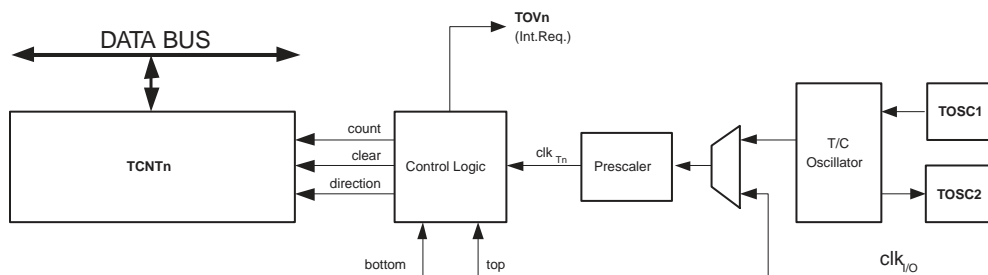 TOVn
(Int.Req.)
DATA BUS
TCNTn
count
clear
direction
Control Logic
clk Tn
Prescaler
T/C
Oscillator
TOSC1
TOSC2
bottom
top
clk I/O